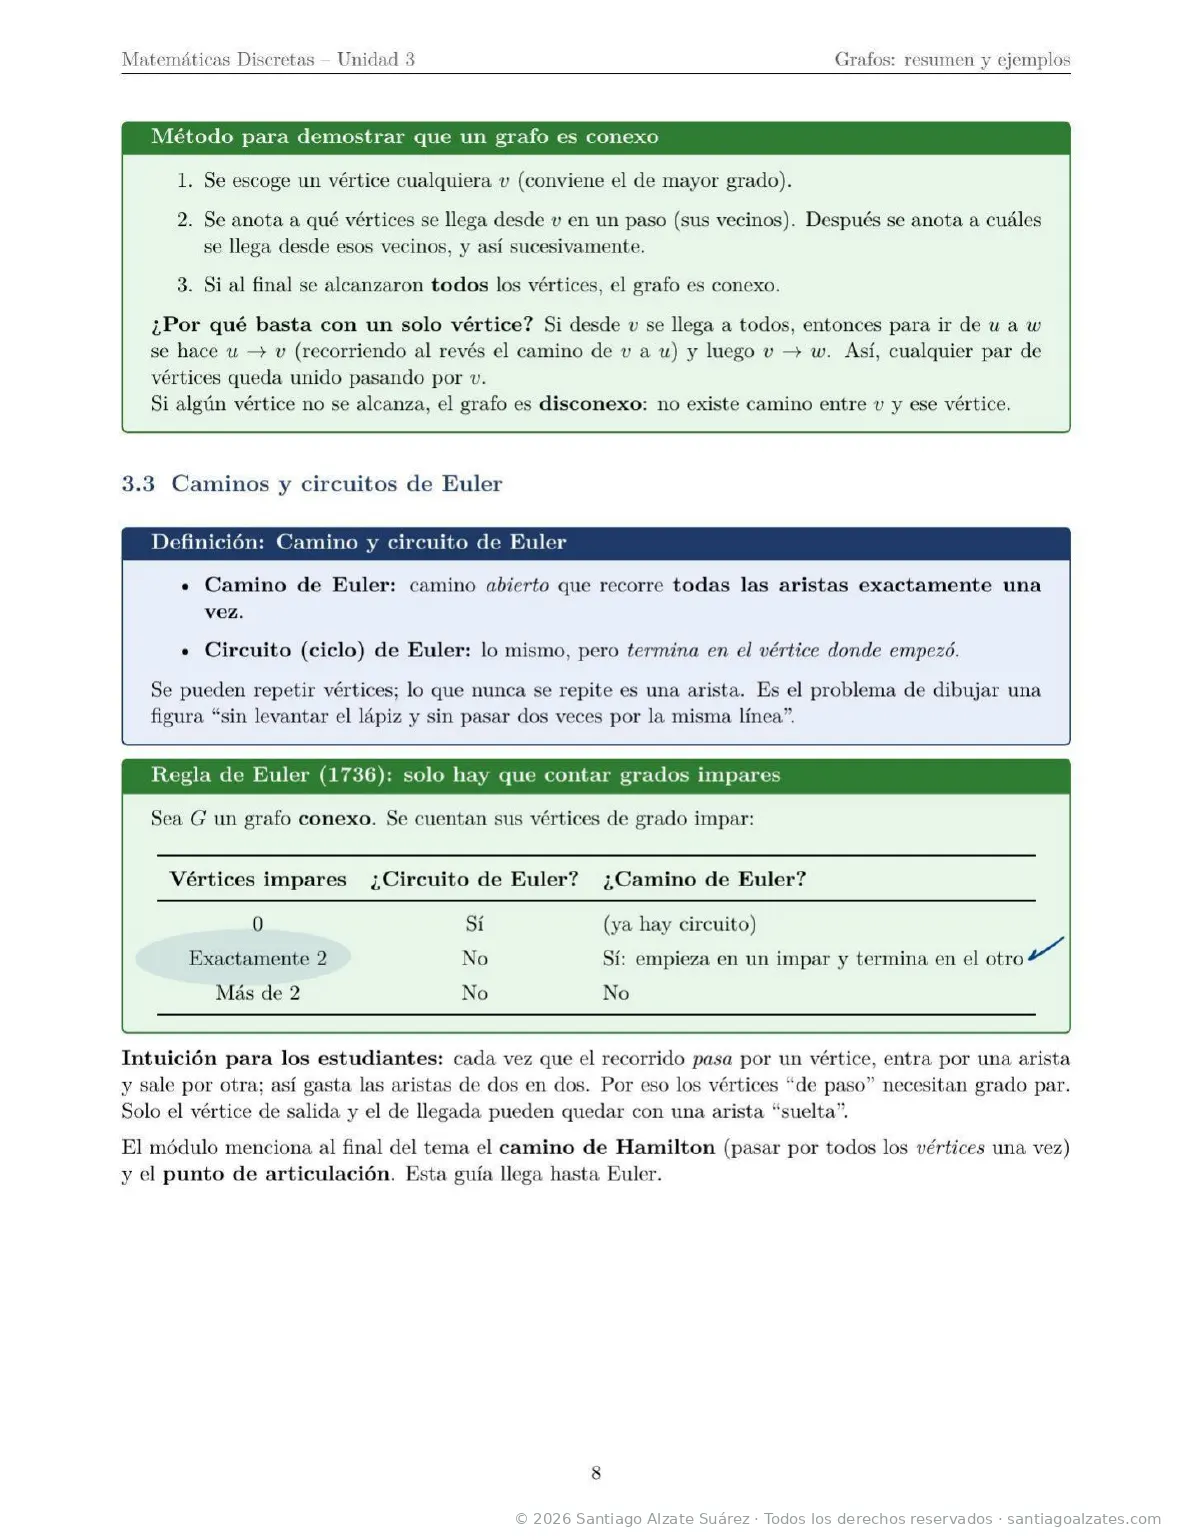 Matemáticas Discretas – Unidad 3
Grafos: resumen y ejemplos
Método para demostrar que un grafo es conexo
1. Se escoge un vértice cualquiera v (conviene el de mayor grado).
2. Se anota a qué vértices se llega desde v en un paso (sus vecinos). Después se anota a cuáles
se llega desde esos vecinos, y así sucesivamente.
3. Si al final se alcanzaron todos los vértices, el grafo es conexo.
¿Por qué basta con un solo vértice? Si desde v se llega a todos, entonces para ir de u a w
se hace u → v (recorriendo al revés el camino de v a u) y luego v → w. Así, cualquier par de
vértices queda unido pasando por v.
Si algún vértice no se alcanza, el grafo es disconexo: no existe camino entre v y ese vértice.
3.3 Caminos y circuitos de Euler
Definición: Camino y circuito de Euler
• Camino de Euler: camino abierto que recorre todas las aristas exactamente una
vez.
• Circuito (ciclo) de Euler: lo mismo, pero termina en el vértice donde empezó.
Se pueden repetir vértices; lo que nunca se repite es una arista. Es el problema de dibujar una
figura “sin levantar el lápiz y sin pasar dos veces por la misma línea”.
Regla de Euler (1736): solo hay que contar grados impares
Sea G un grafo conexo. Se cuentan sus vértices de grado impar:
Vértices impares ¿Circuito de Euler? ¿Camino de Euler?
0 Sí (ya hay circuito)
Exactamente 2 No Sí: empieza en un impar y termina en el otro
Más de 2 No No
Intuición para los estudiantes: cada vez que el recorrido pasa por un vértice, entra por una arista
y sale por otra; así gasta las aristas de dos en dos. Por eso los vértices “de paso” necesitan grado par.
Solo el vértice de salida y el de llegada pueden quedar con una arista “suelta”.
El módulo menciona al final del tema el camino de Hamilton (pasar por todos los vértices una vez)
y el punto de articulación. Esta guía llega hasta Euler.
8
© 2026 Santiago Alzate Suárez · Todos los derechos reservados · santiagoalzates.com